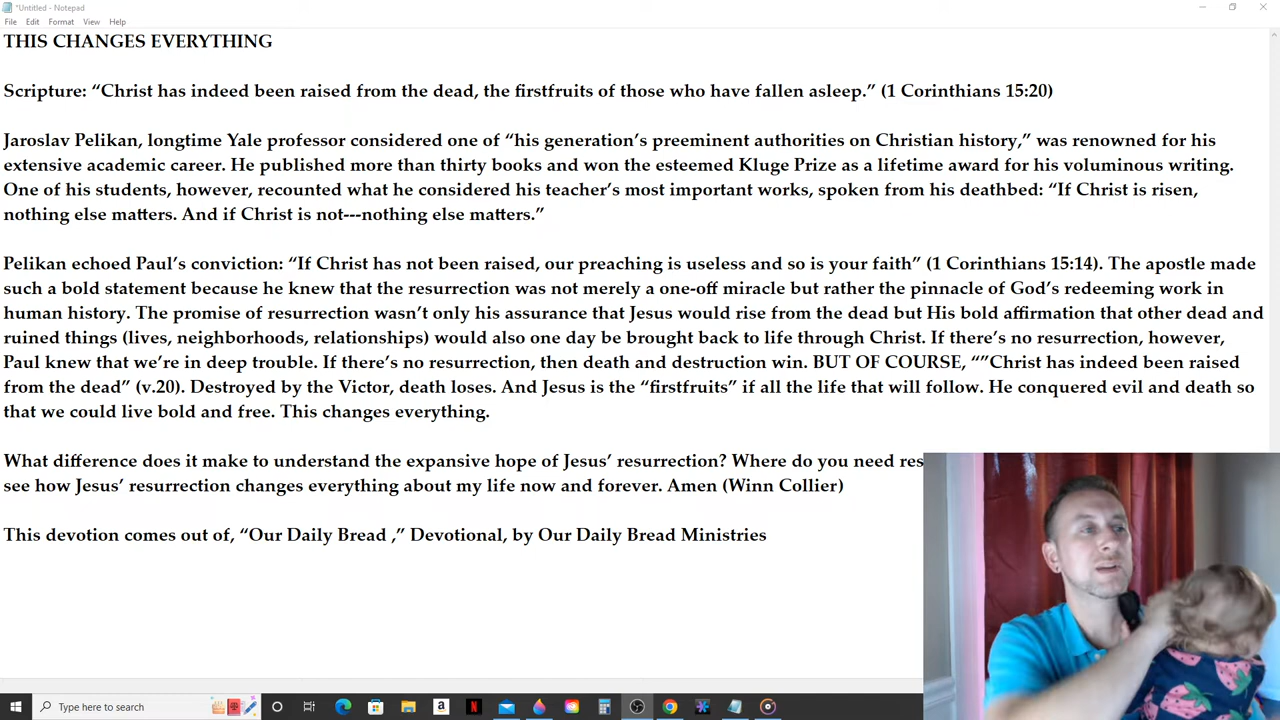 *Untitled - Notepad
File Edit Format View Help
THIS CHANGES EVERYTHING
Scripture: “Christ has indeed been raised from the dead, the firstfruits of those who have fallen asleep.” (1 Corinthians 15:20)
Jaroslav Pelikan, longtime Yale professor considered one of “his generation’s preeminent authorities on Christian history,” was renowned for his
extensive academic career. He published more than thirty books and won the esteemed Kluge Prize as a lifetime award for his voluminous writing.
One of his students, however, recounted what he considered his teacher’s most important works, spoken from his deathbed: “If Christ is risen,
nothing else matters. And if Christ is not---nothing else matters.”
Pelikan echoed Paul’s conviction: “If Christ has not been raised, our preaching is useless and so is your faith” (1 Corinthians 15:14). The apostle made
such a bold statement because he knew that the resurrection was not merely a one-off miracle but rather the pinnacle of God’s redeeming work in
human history. The promise of resurrection wasn’t only his assurance that Jesus would rise from the dead but His bold affirmation that other dead and
ruined things (lives, neighborhoods, relationships) would also one day be brought back to life through Christ. If there’s no resurrection, however,
Paul knew that we’re in deep trouble. If there’s no resurrection, then death and destruction win. BUT OF COURSE, “”Christ has indeed been raised
from the dead” (v.20). Destroyed by the Victor, death loses. And Jesus is the “firstfruits” if all the life that will follow. He conquered evil and death so
that we could live bold and free. This changes everything.
What difference does it make to understand the expansive hope of Jesus’ resurrection? Where do you need
see how Jesus’ resurrection changes everything about my life now and forever. Amen (Winn Collier)
This devotion comes out of, “Our Daily Bread ,” Devotional, by Our Daily Bread Ministries
Type here to search